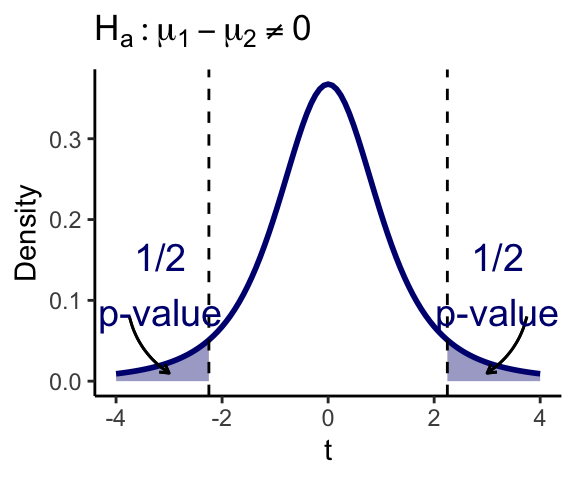 Hₐ : μ₁ − μ₂ ≠ 0
Density
0.3
0.2
0.1
0.0
1/2
p-value
1/2
p-value
-4
-2
0
2
4
t